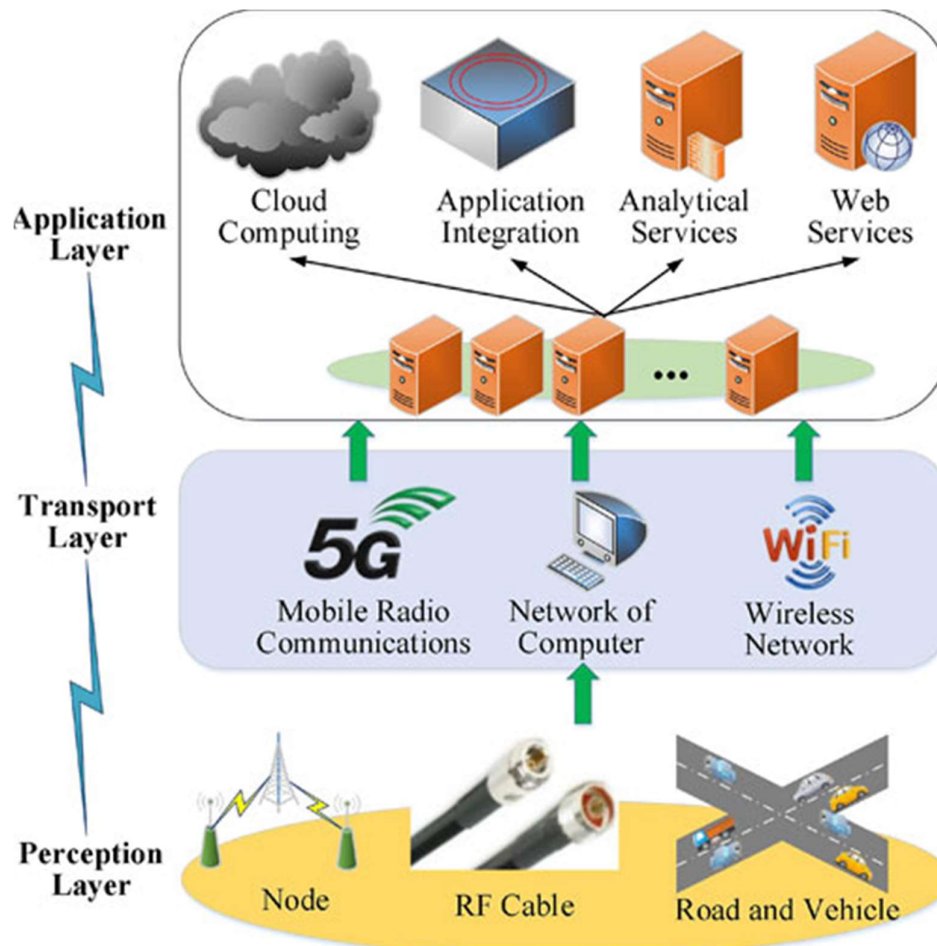 Cloud
Computing
Application
Integration
Analytical
Services
Web
Services
Application
Layer
...
Transport
Layer
5G
Mobile Radio
Communications
Network of
Computer
WiFi
Wireless
Network
Perception
Layer
Node
RF Cable
Road and Vehicle